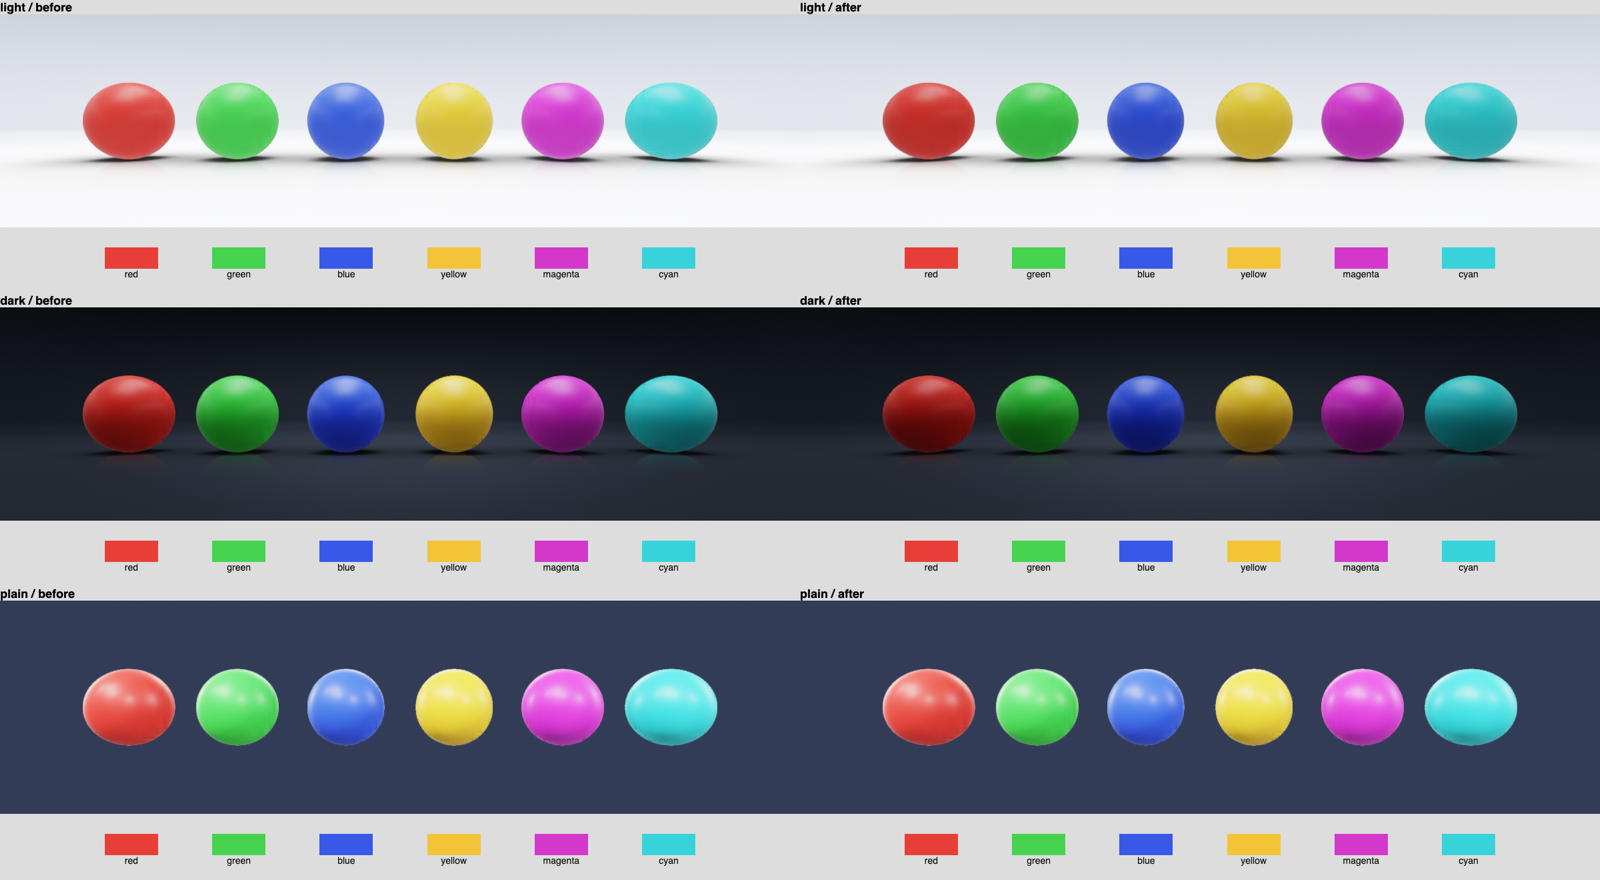 light / before
light / after
red green blue yellow magenta cyan
red green blue yellow magenta cyan
dark / before
dark / after
red green blue yellow magenta cyan
red green blue yellow magenta cyan
plain / before
plain / after
red green blue yellow magenta cyan
red green blue yellow magenta cyan